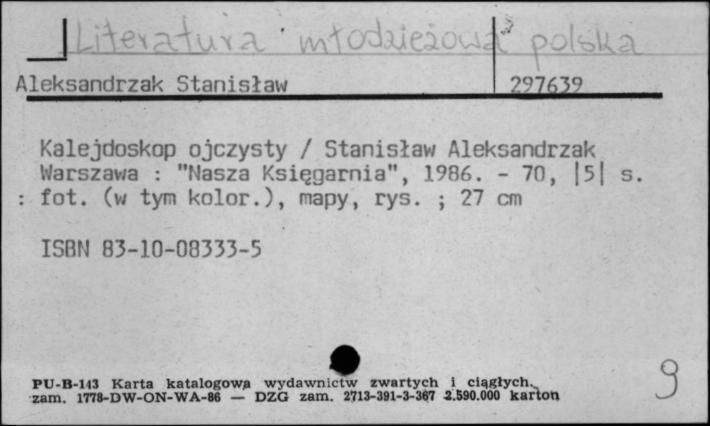 Literatura młodzieżowa polska
Aleksandrzak Stanisław 297639
Kalejdoskop ojczysty / Stanisław Aleksandrzak
Warszawa : "Nasza Księgarnia", 1986. - 70, |5| s.
: fot. (w tym kolor.), mapy, rys. ; 27 cm
ISBN 83-10-08333-5
PU-B-143 Karta katalogowa wydawnictw zwartych i ciągłych.
zam. 1778-DW-ON-WA-86 — DZG zam. 2713-391-3-367 2.590.000 karton
9